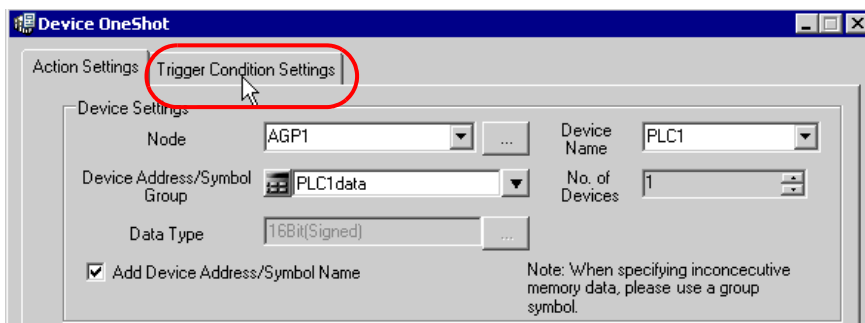 Device OneShot
Action Settings
Trigger Condition Settings
Device Settings
Node
AGP1
...
Device
Name
PLC1
Device Address/Symbol
Group
PLC1data
No. of
Devices
1
Data Type
16Bit(Signed)
...
Add Device Address/Symbol Name
Note: When specifying inconcecutive
memory data, please use a group
symbol.